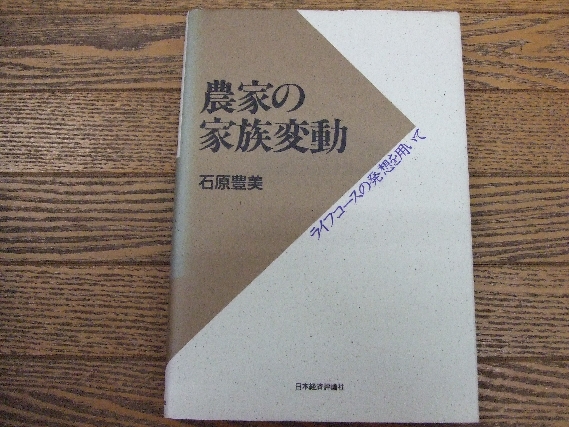 農家の
家族変動
ライフコースの発想を用いて
石原豊美
日本経済評論社